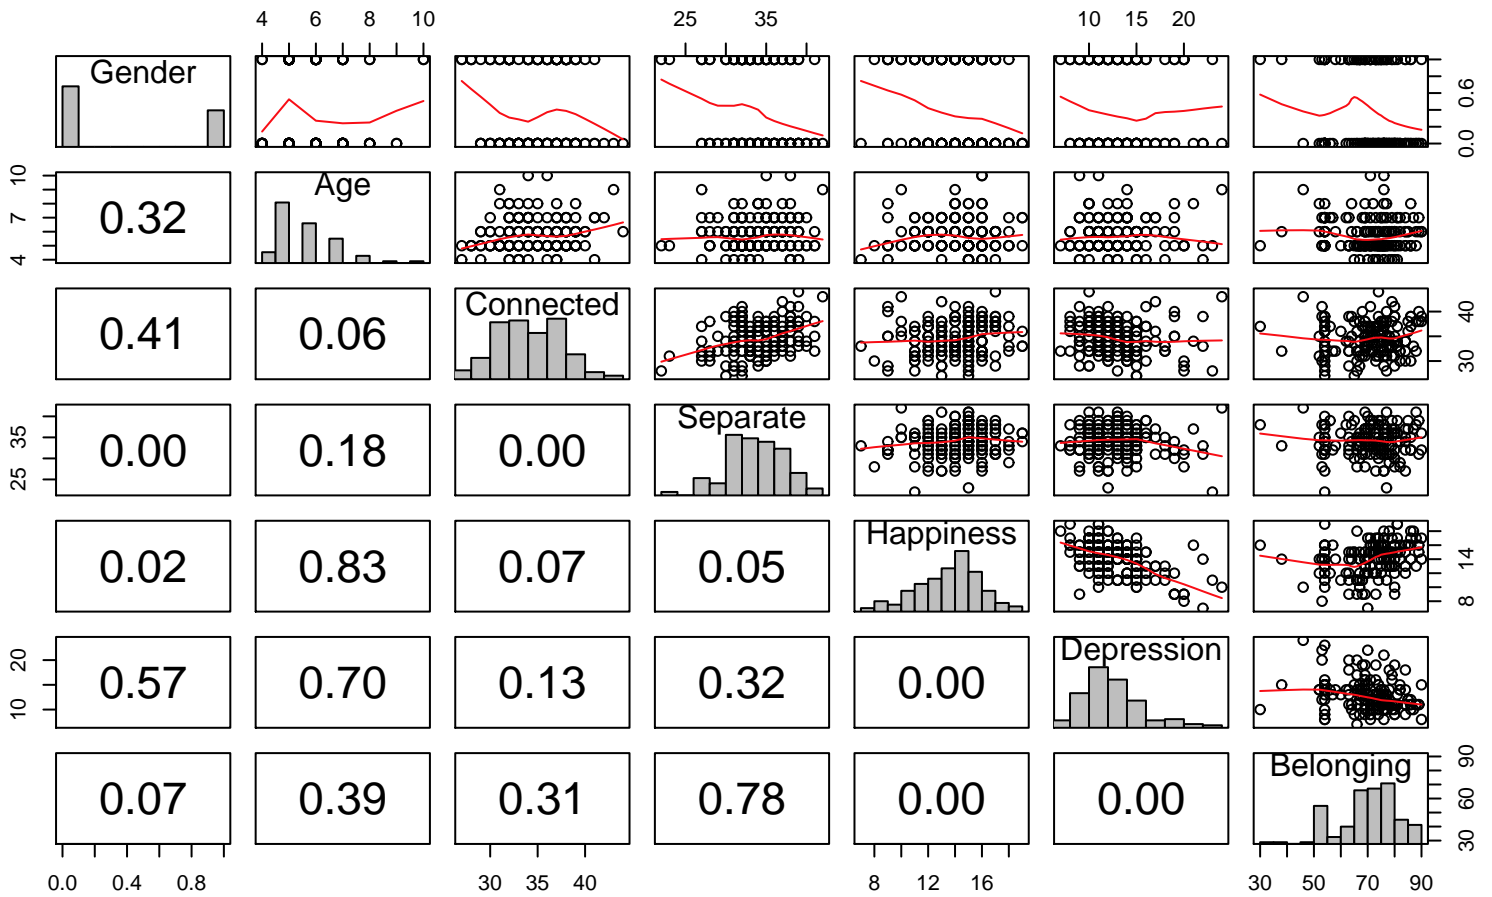 4 6 8 10 25 35 10 15 20
Gender 0.0 0.6
4 7 10 0.32 Age
0.41 0.06 Connected 30 40
25 35 0.00 0.18 0.00 Separate
0.02 0.83 0.07 0.05 Happiness 8 14
10 20 0.57 0.70 0.13 0.32 0.00 Depression
0.07 0.39 0.31 0.78 0.00 0.00 Belonging 30 60 90
0.0 0.4 0.8 30 35 40 8 12 16 30 50 70 90